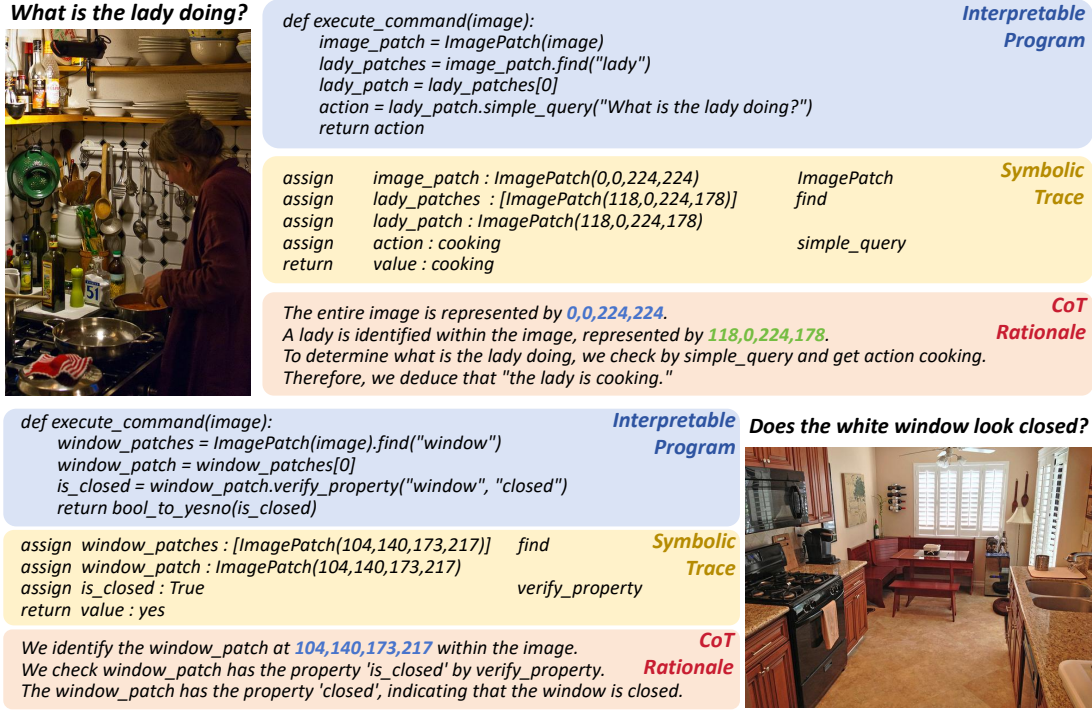 What is the lady doing?
def execute_command(image):
image_patch = ImagePatch(image)
lady_patches = image_patch.find("lady")
lady_patch = lady_patches[0]
action = lady_patch.simple_query("What is the lady doing?")
return action
Interpretable
Program
assign image_patch : ImagePatch(0,0,224,224) ImagePatch
assign lady_patches : [ImagePatch(118,0,224,178)] find
assign lady_patch : ImagePatch(118,0,224,178)
assign action : cooking simple_query
return value : cooking
Symbolic
Trace
The entire image is represented by 0,0,224,224.
A lady is identified within the image, represented by 118,0,224,178.
To determine what is the lady doing, we check by simple_query and get action cooking.
Therefore, we deduce that "the lady is cooking."
CoT
Rationale
51
def execute_command(image):
window_patches = ImagePatch(image).find("window")
window_patch = window_patches[0]
is_closed = window_patch.verify_property("window", "closed")
return bool_to_yesno(is_closed)
Interpretable
Program
assign window_patches : [ImagePatch(104,140,173,217)] find
assign window_patch : ImagePatch(104,140,173,217)
assign is_closed : True verify_property
return value : yes
Symbolic
Trace
We identify the window_patch at 104,140,173,217 within the image.
We check window_patch has the property 'is_closed' by verify_property.
The window_patch has the property 'closed', indicating that the window is closed.
CoT
Rationale
Does the white window look closed?